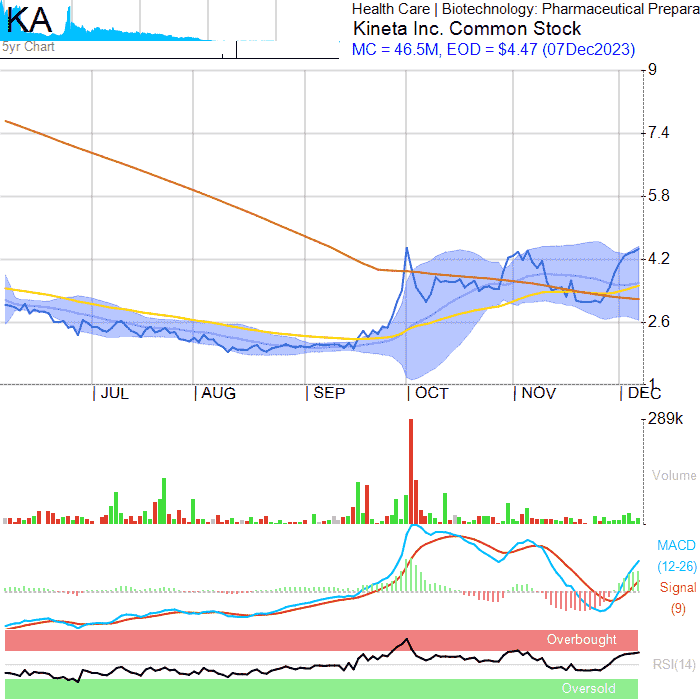 KA
5yr Chart
Health Care | Biotechnology: Pharmaceutical Prepara
Kineta Inc. Common Stock
MC = 46.5M, EOD = $4.47 (07Dec2023)
9
7.4
5.8
4.2
2.6
1
JUL
AUG
SEP
OCT
NOV
DEC
289k
Volume
MACD
(12-26)
Signal
(9)
Overbought
RSI(14)
Oversold